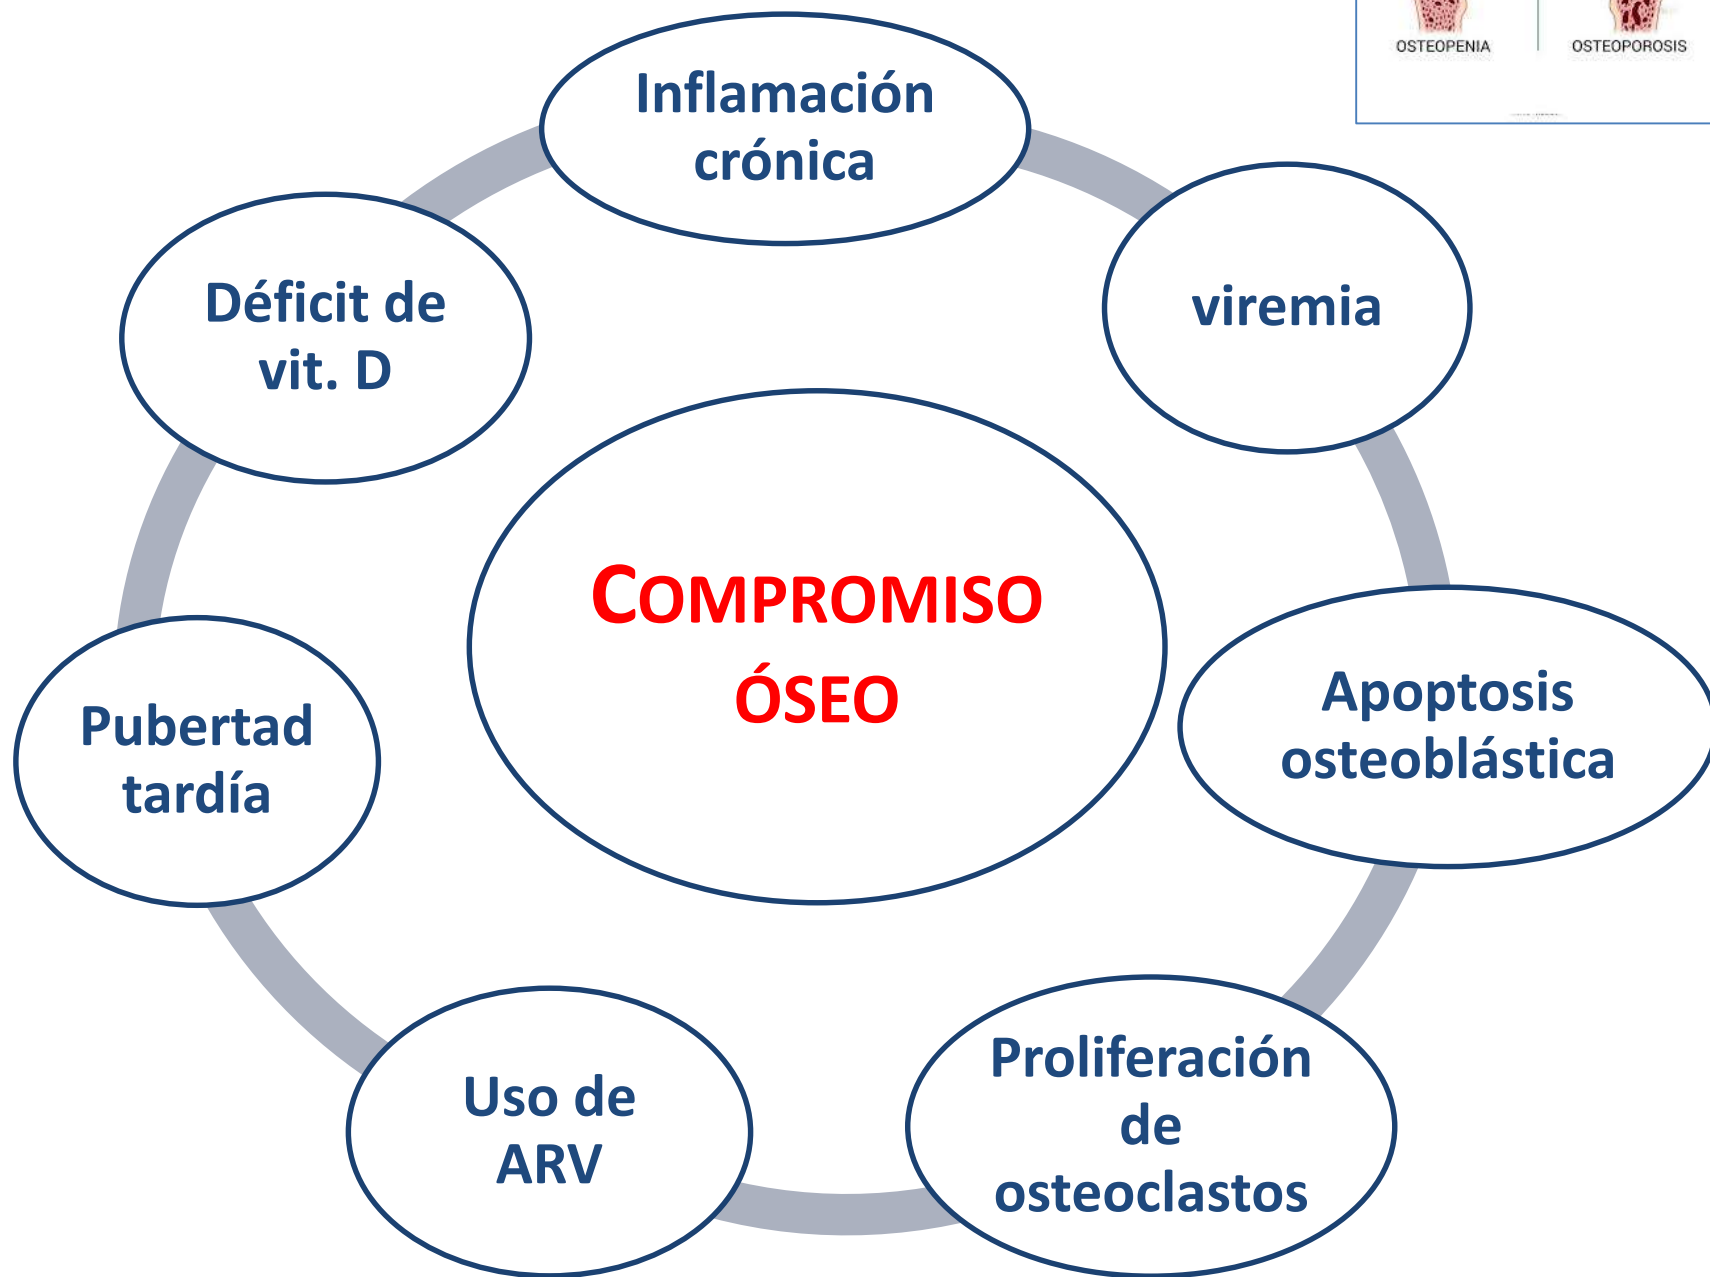 OSTEOPENIA
OSTEOPOROSIS
Inflamación
crónica
viremia
Déficit de
vit. D
COMPROMISO
ÓSEO
Apoptosis
osteoblástica
Pubertad
tardía
Proliferación
de
osteoclastos
Uso de
ARV